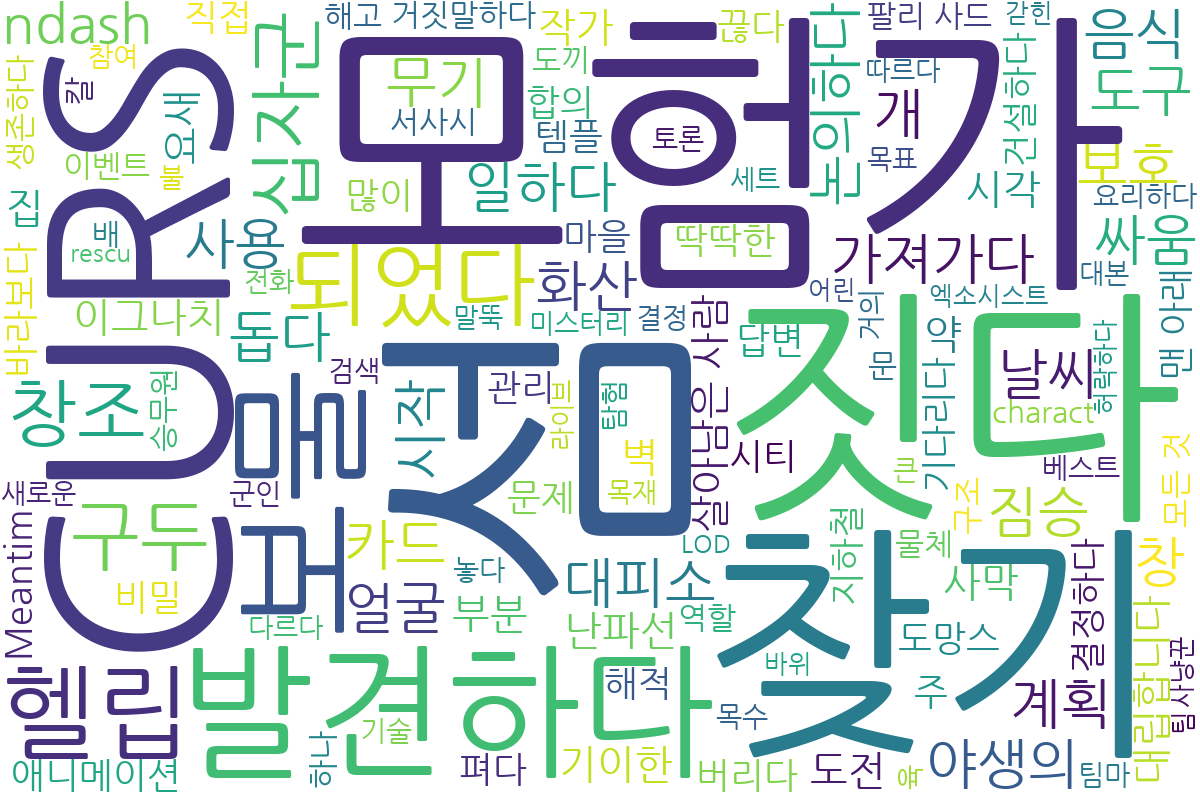 ndash
직접
참여
해고 거짓말하다
작가
끊다
팔리 사드
갇힌
음식
생존하다
칼
CURS
요새
이벤트
불
십자군
모험가
무기
서사시
도끼
합의
템플
토론
논의하다
따르다
개
목표
건설하다
도구
보호
집
많이
일하다
세트
시각
요리하다
배
rescu
사용
전화
마을
딱딱한
가져가다
싸움
대본
되었다
화산
바라보다
이그나치
돕다
말뚝
미스터리
결정
어린
거의
엑소시스트
맨 아래
창조
승무원
검색
시작
관리
라이브
탐험
살아남은 사람
답변
문
약
날씨
허락하다
보물
섬
짓다
charact
벽
시티
큰
기다리다
베스트
새로운
군인
문제
목재
구조
짐승
모든 것
Meantim
구두
카드
LOD
지하철
물체
찾기
창
비밀
얼굴
놓다
대피소
사막
다르다
부분
난파선
역할
도망스
결정하다
대립합니다
헬립
발견하다
해적
바위
주
계획
팀 사냥꾼
기술
목수
하나
애니메이션
펴다
기이한
버리다
도전
육
야생의
팀마